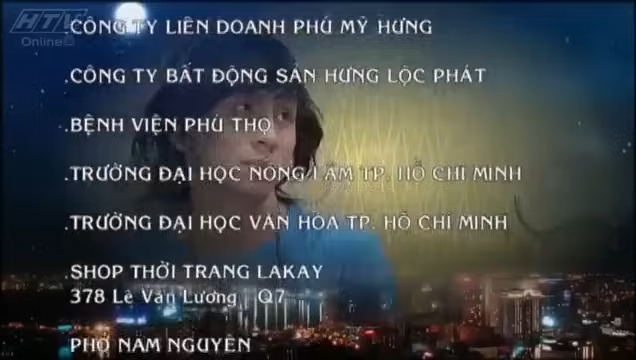 HTV
Online
.CÔNG TY LIÊN DOANH PHÚ MỸ HƯNG
.CÔNG TY BẤT ĐỘNG SẢN HƯNG LỘC PHÁT
.BỆNH VIỆN PHÚ THỌ
.TRƯỜNG ĐẠI HỌC NÔNG LÂM TP. HỒ CHÍ MINH
.TRƯỜNG ĐẠI HỌC VĂN HÓA TP. HỒ CHÍ MINH
.SHOP THỜI TRANG LAKAY
378 Lê Văn Lương Q7
.PHỞ NAM NGUYÊN